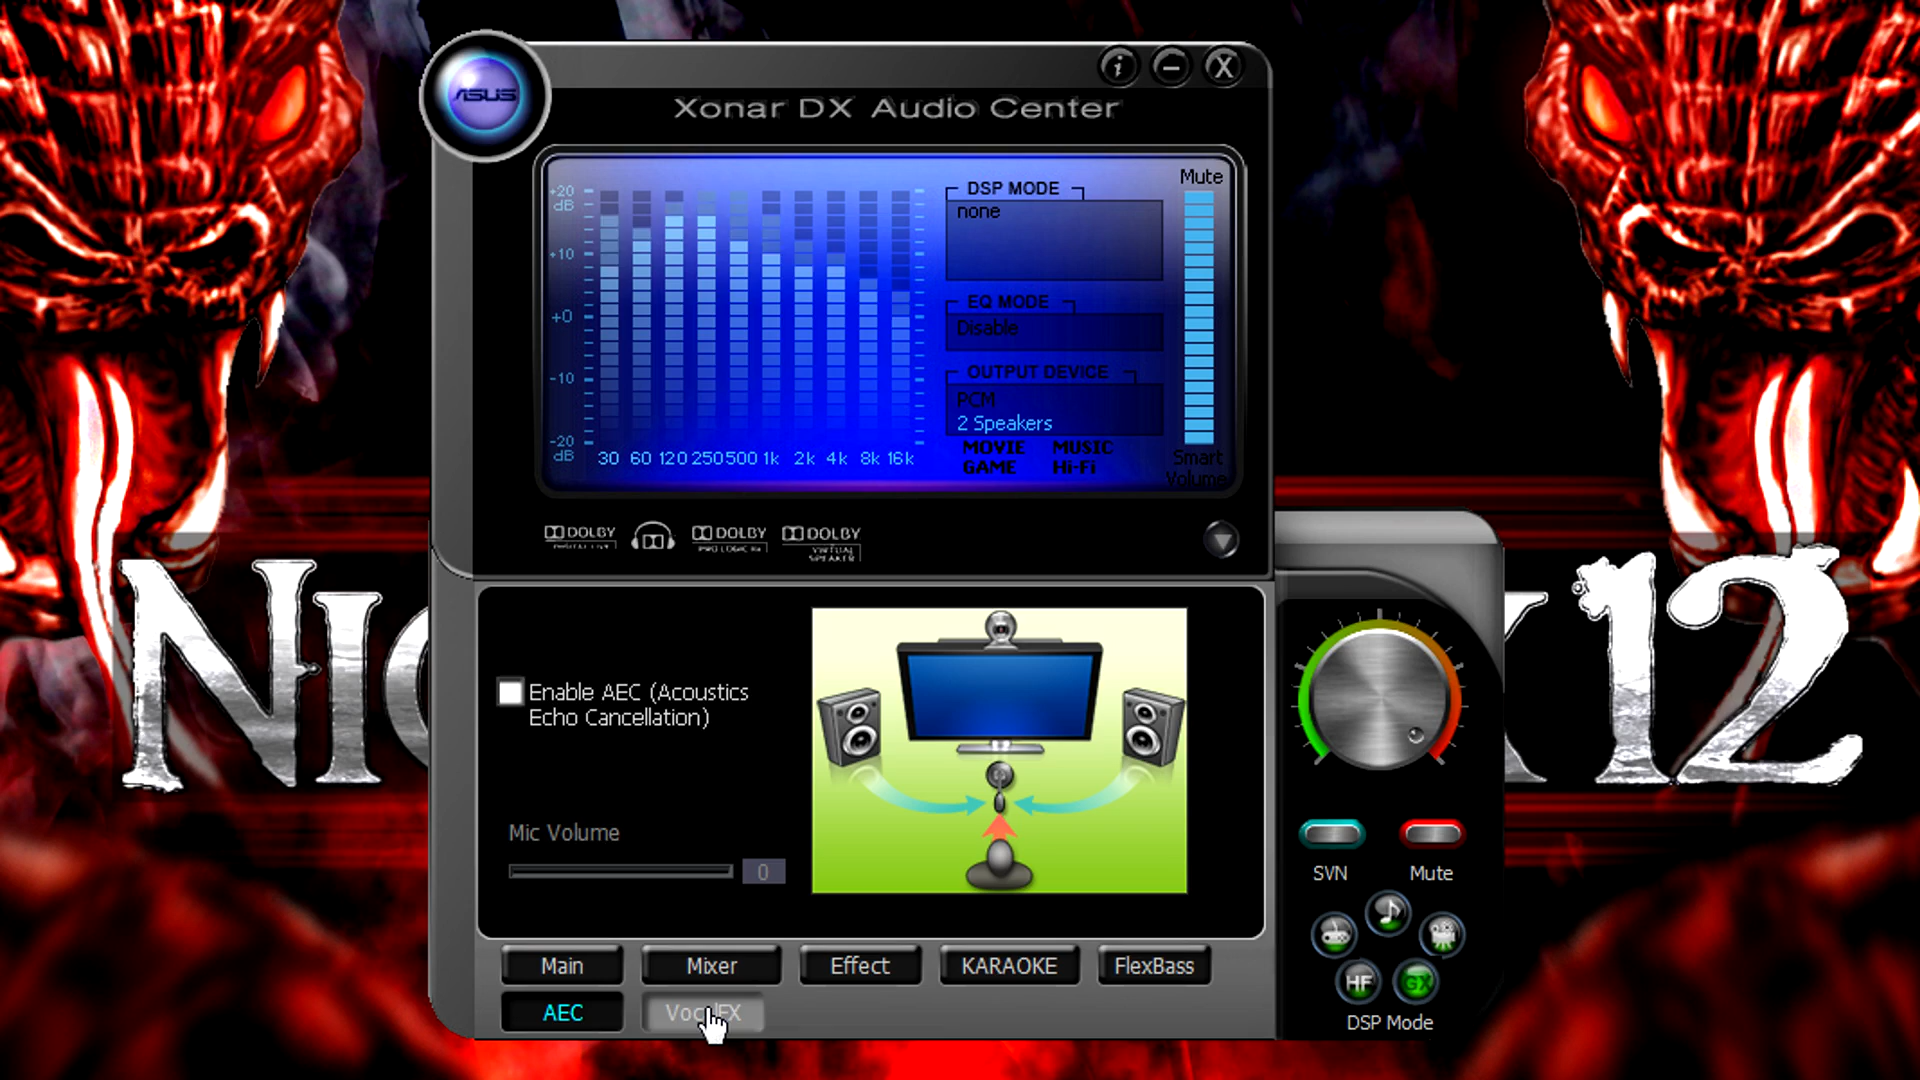 ASUS
Xonar DX Audio Center
+20
dB
+10
+0
-10
-20
dB
30 60 120 250 500 1k 2k 4k 8k 16k
DSP MODE
none
EQ MODE
Disable
OUTPUT DEVICE
PCM
2 Speakers
MOVIE MUSIC
GAME Hi-Fi
Mute
Smart
Volume
DOLBY
DOLBY
DOLBY
VIRTUAL
SPEAKER
Enable AEC (Acoustics
Echo Cancellation)
Mic Volume
0
Main Mixer Effect KARAOKE FlexBass
AEC
SVN Mute
HF GX
DSP Mode
12